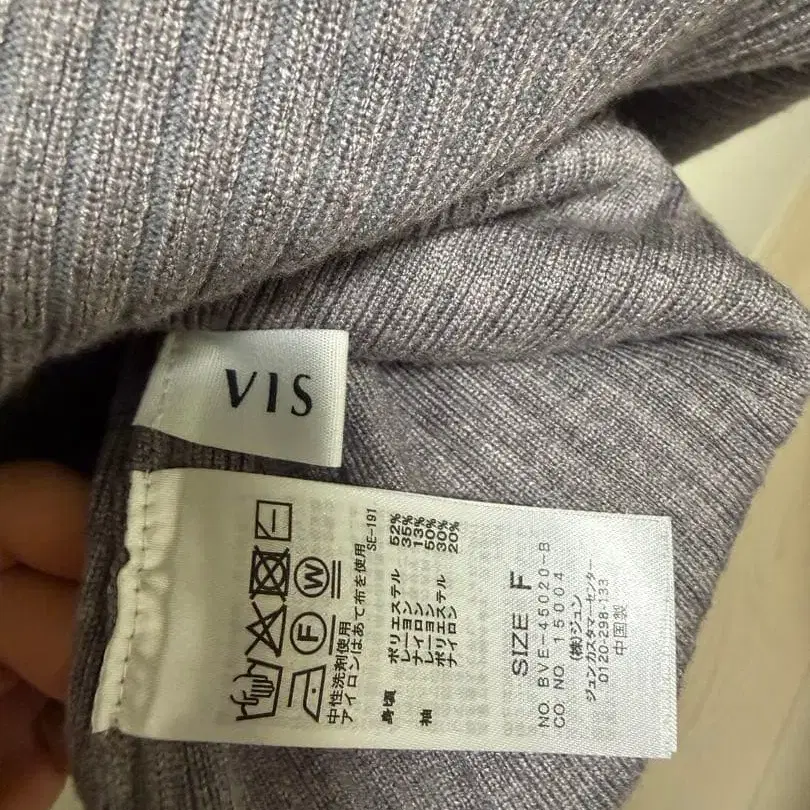 VIS
中性洗剤使用
アイロンはあて布を使用
SE-191
身頃 ポリエステル 52%
レーヨン 35%
ナイロン 13%
袖 レーヨン 50%
ポリエステル 30%
ナイロン 20%
SIZE F
NO. BVE-45020-B
CO. NO. 15004
(株)ジュン
ジュンカスタマーセンター
0120-298-133
中国製
F
W